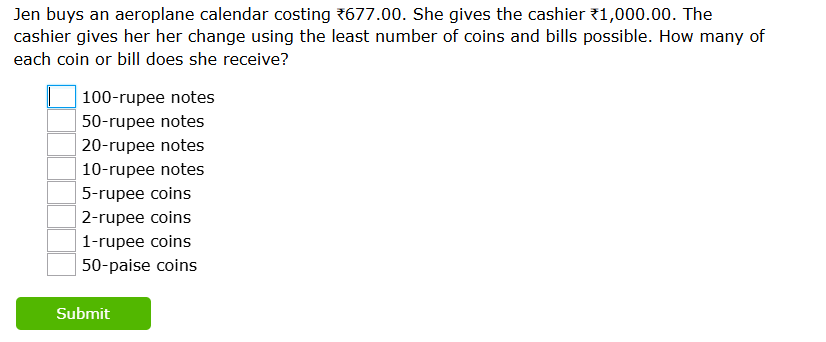 Jen buys an aeroplane calendar costing ₹677.00. She gives the cashier ₹1,000.00. The
cashier gives her her change using the least number of coins and bills possible. How many of
each coin or bill does she receive?
100-rupee notes
50-rupee notes
20-rupee notes
10-rupee notes
5-rupee coins
2-rupee coins
1-rupee coins
50-paise coins
Submit